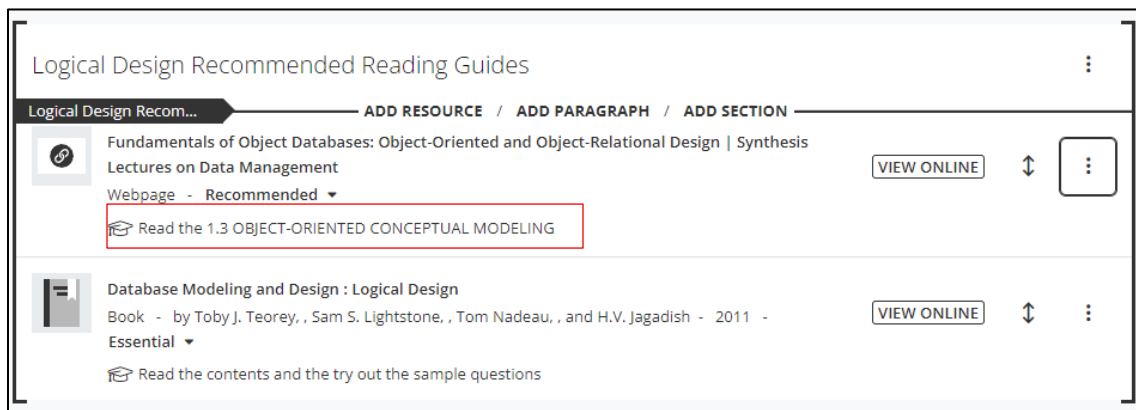 Logical Design Recommended Reading Guides
Logical Design Recom...
ADD RESOURCE / ADD PARAGRAPH / ADD SECTION
Fundamentals of Object Databases: Object-Oriented and Object-Relational Design | Synthesis
Lectures on Data Management
VIEW ONLINE
Webpage - Recommended
Read the 1.3 OBJECT-ORIENTED CONCEPTUAL MODELING
Database Modeling and Design : Logical Design
Book - by Toby J. Teorey, , Sam S. Lightstone, , Tom Nadeau, , and H.V. Jagadish - 2011 -
VIEW ONLINE
Essential
Read the contents and the try out the sample questions